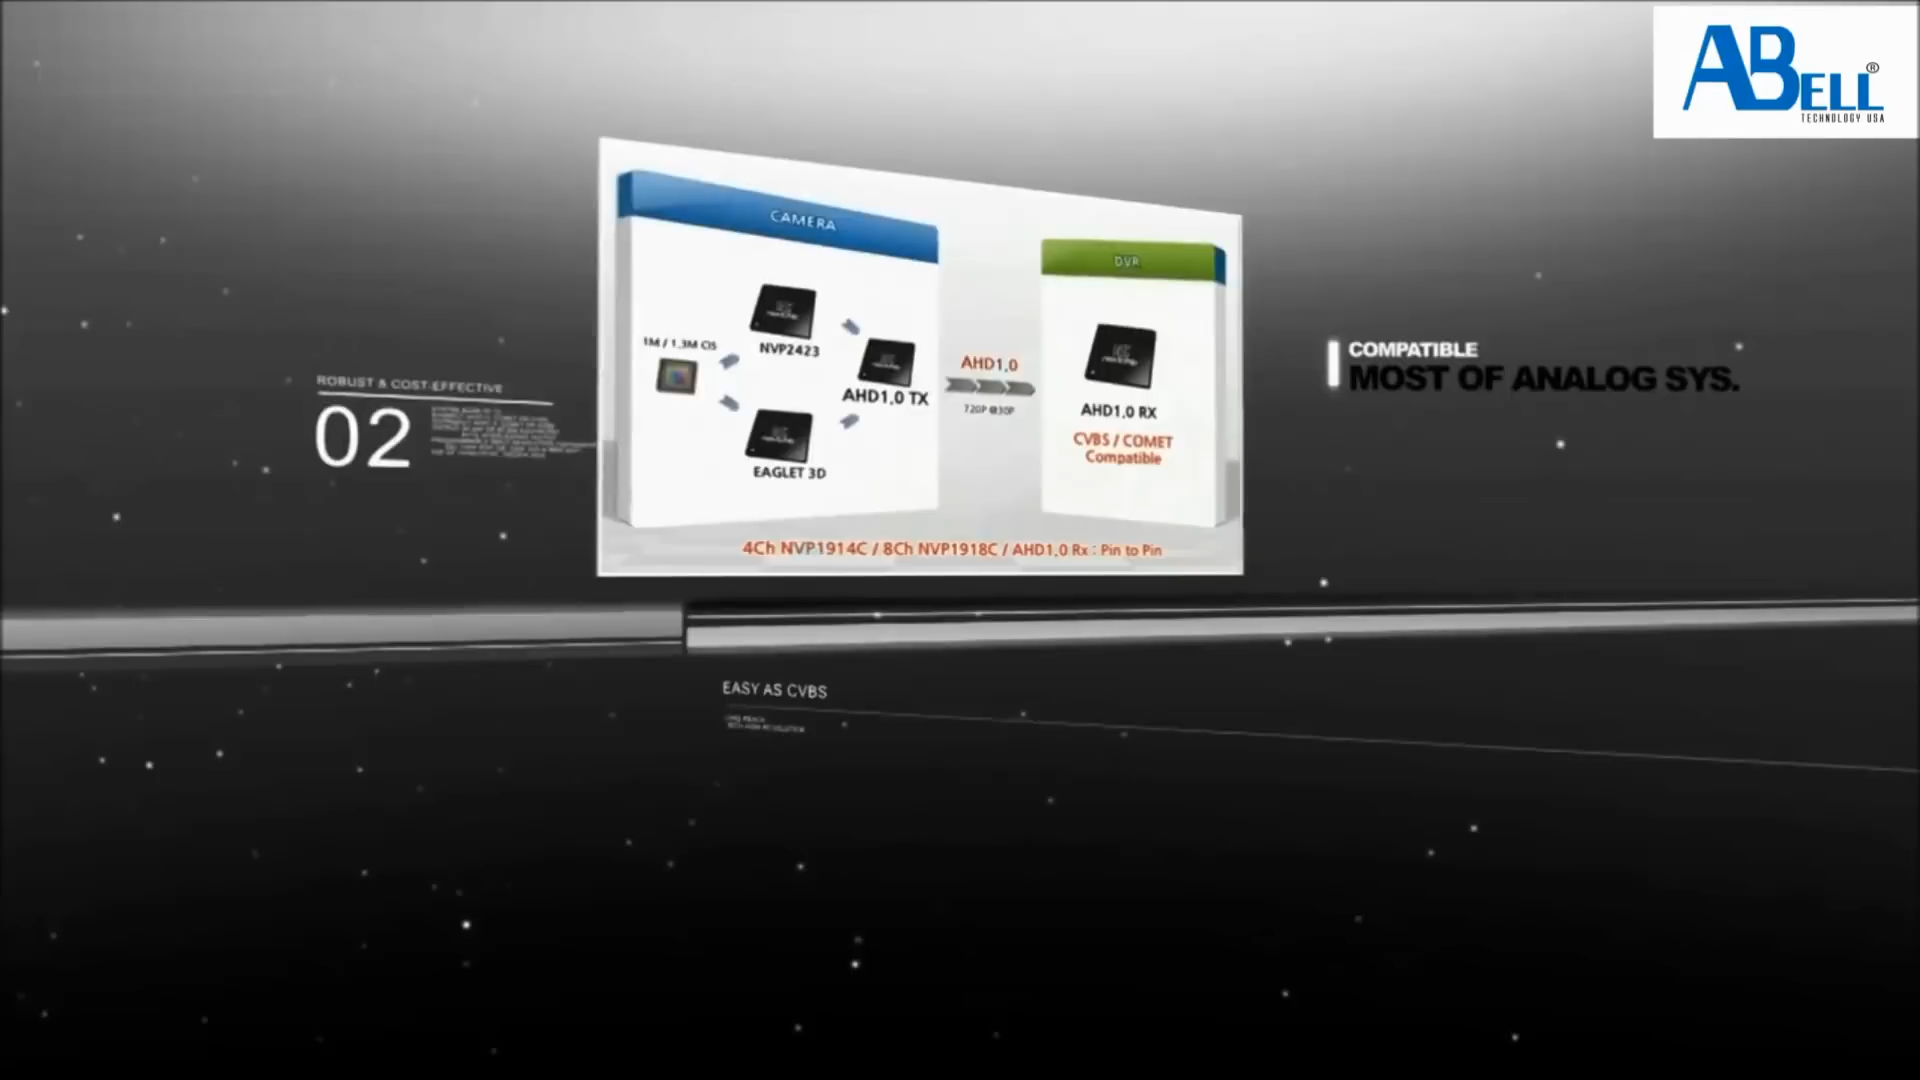 ABELL®
TECHNOLOGY USA
CAMERA
DVR
1M / 1.3M CIS
NVP2423
AHD1.0 TX
EAGLET 3D
AHD1.0
720P @30P
AHD1.0 RX
CVBS / COMET
Compatible
4Ch NVP1914C / 8Ch NVP1918C / AHD1.0 Rx : Pin to Pin
ROBUST & COST-EFFECTIVE
02
COMPATIBLE
MOST OF ANALOG SYS.
EASY AS CVBS